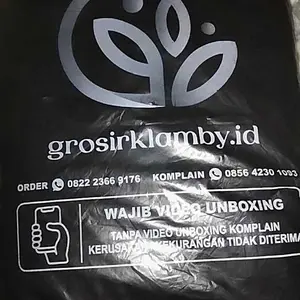 grosirklamby.id
ORDER 0822 2366 9176 KOMPLAIN 0856 4230 1093
WAJIB VIDEO UNBOXING
TANPA VIDEO UNBOXING KOMPLAIN
KERUSAKAN/KEKURANGAN TIDAK DITERIMA